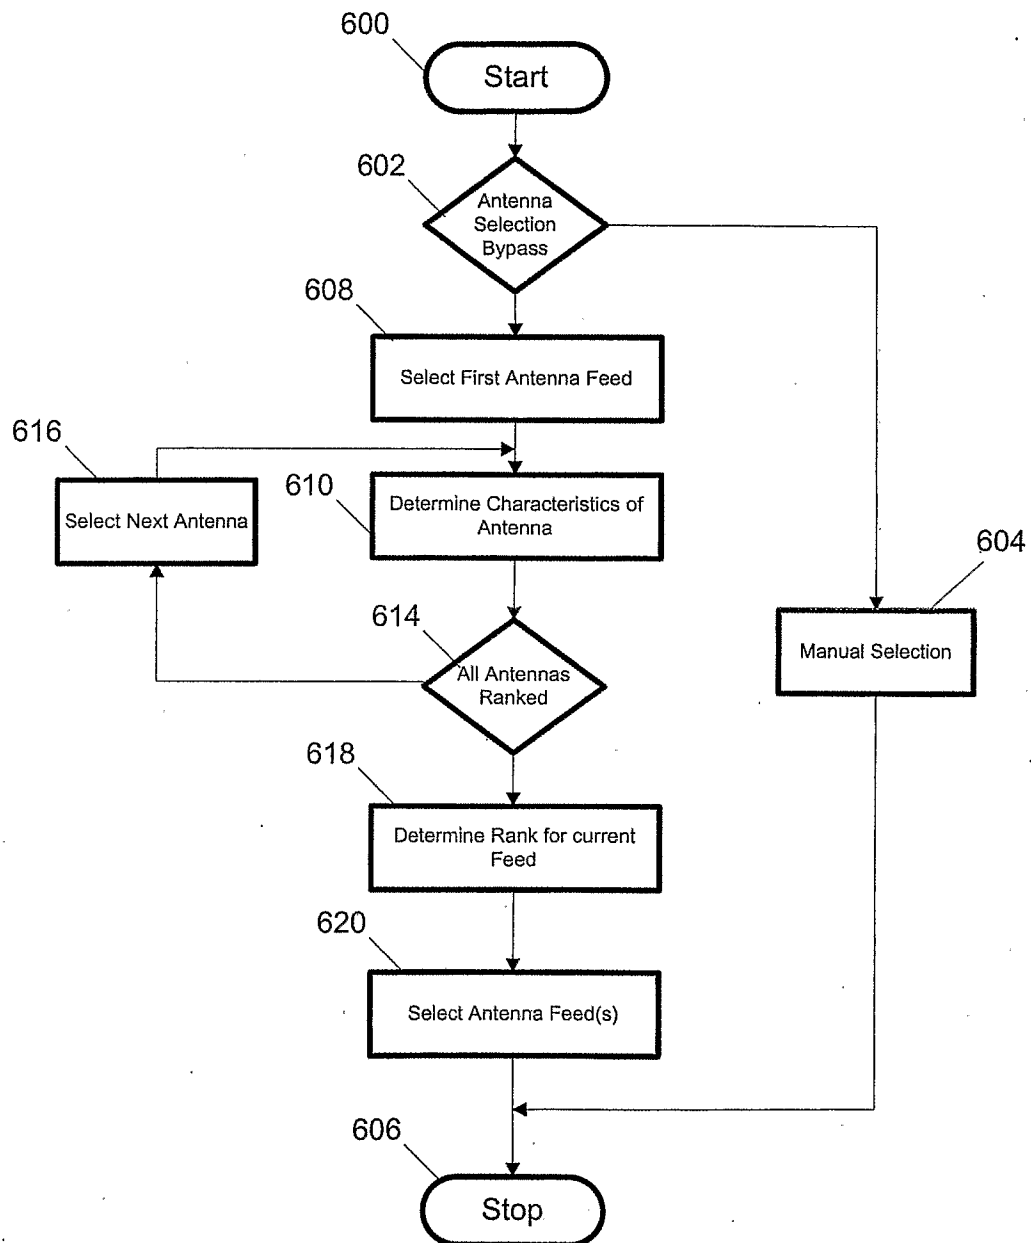 600
Start
602
Antenna
Selection
Bypass
608
Select First Antenna Feed
616
Select Next Antenna
610
Determine Characteristics of
Antenna
604
Manual Selection
614
All Antennas
Ranked
618
Determine Rank for current
Feed
620
Select Antenna Feed(s)
606
Stop